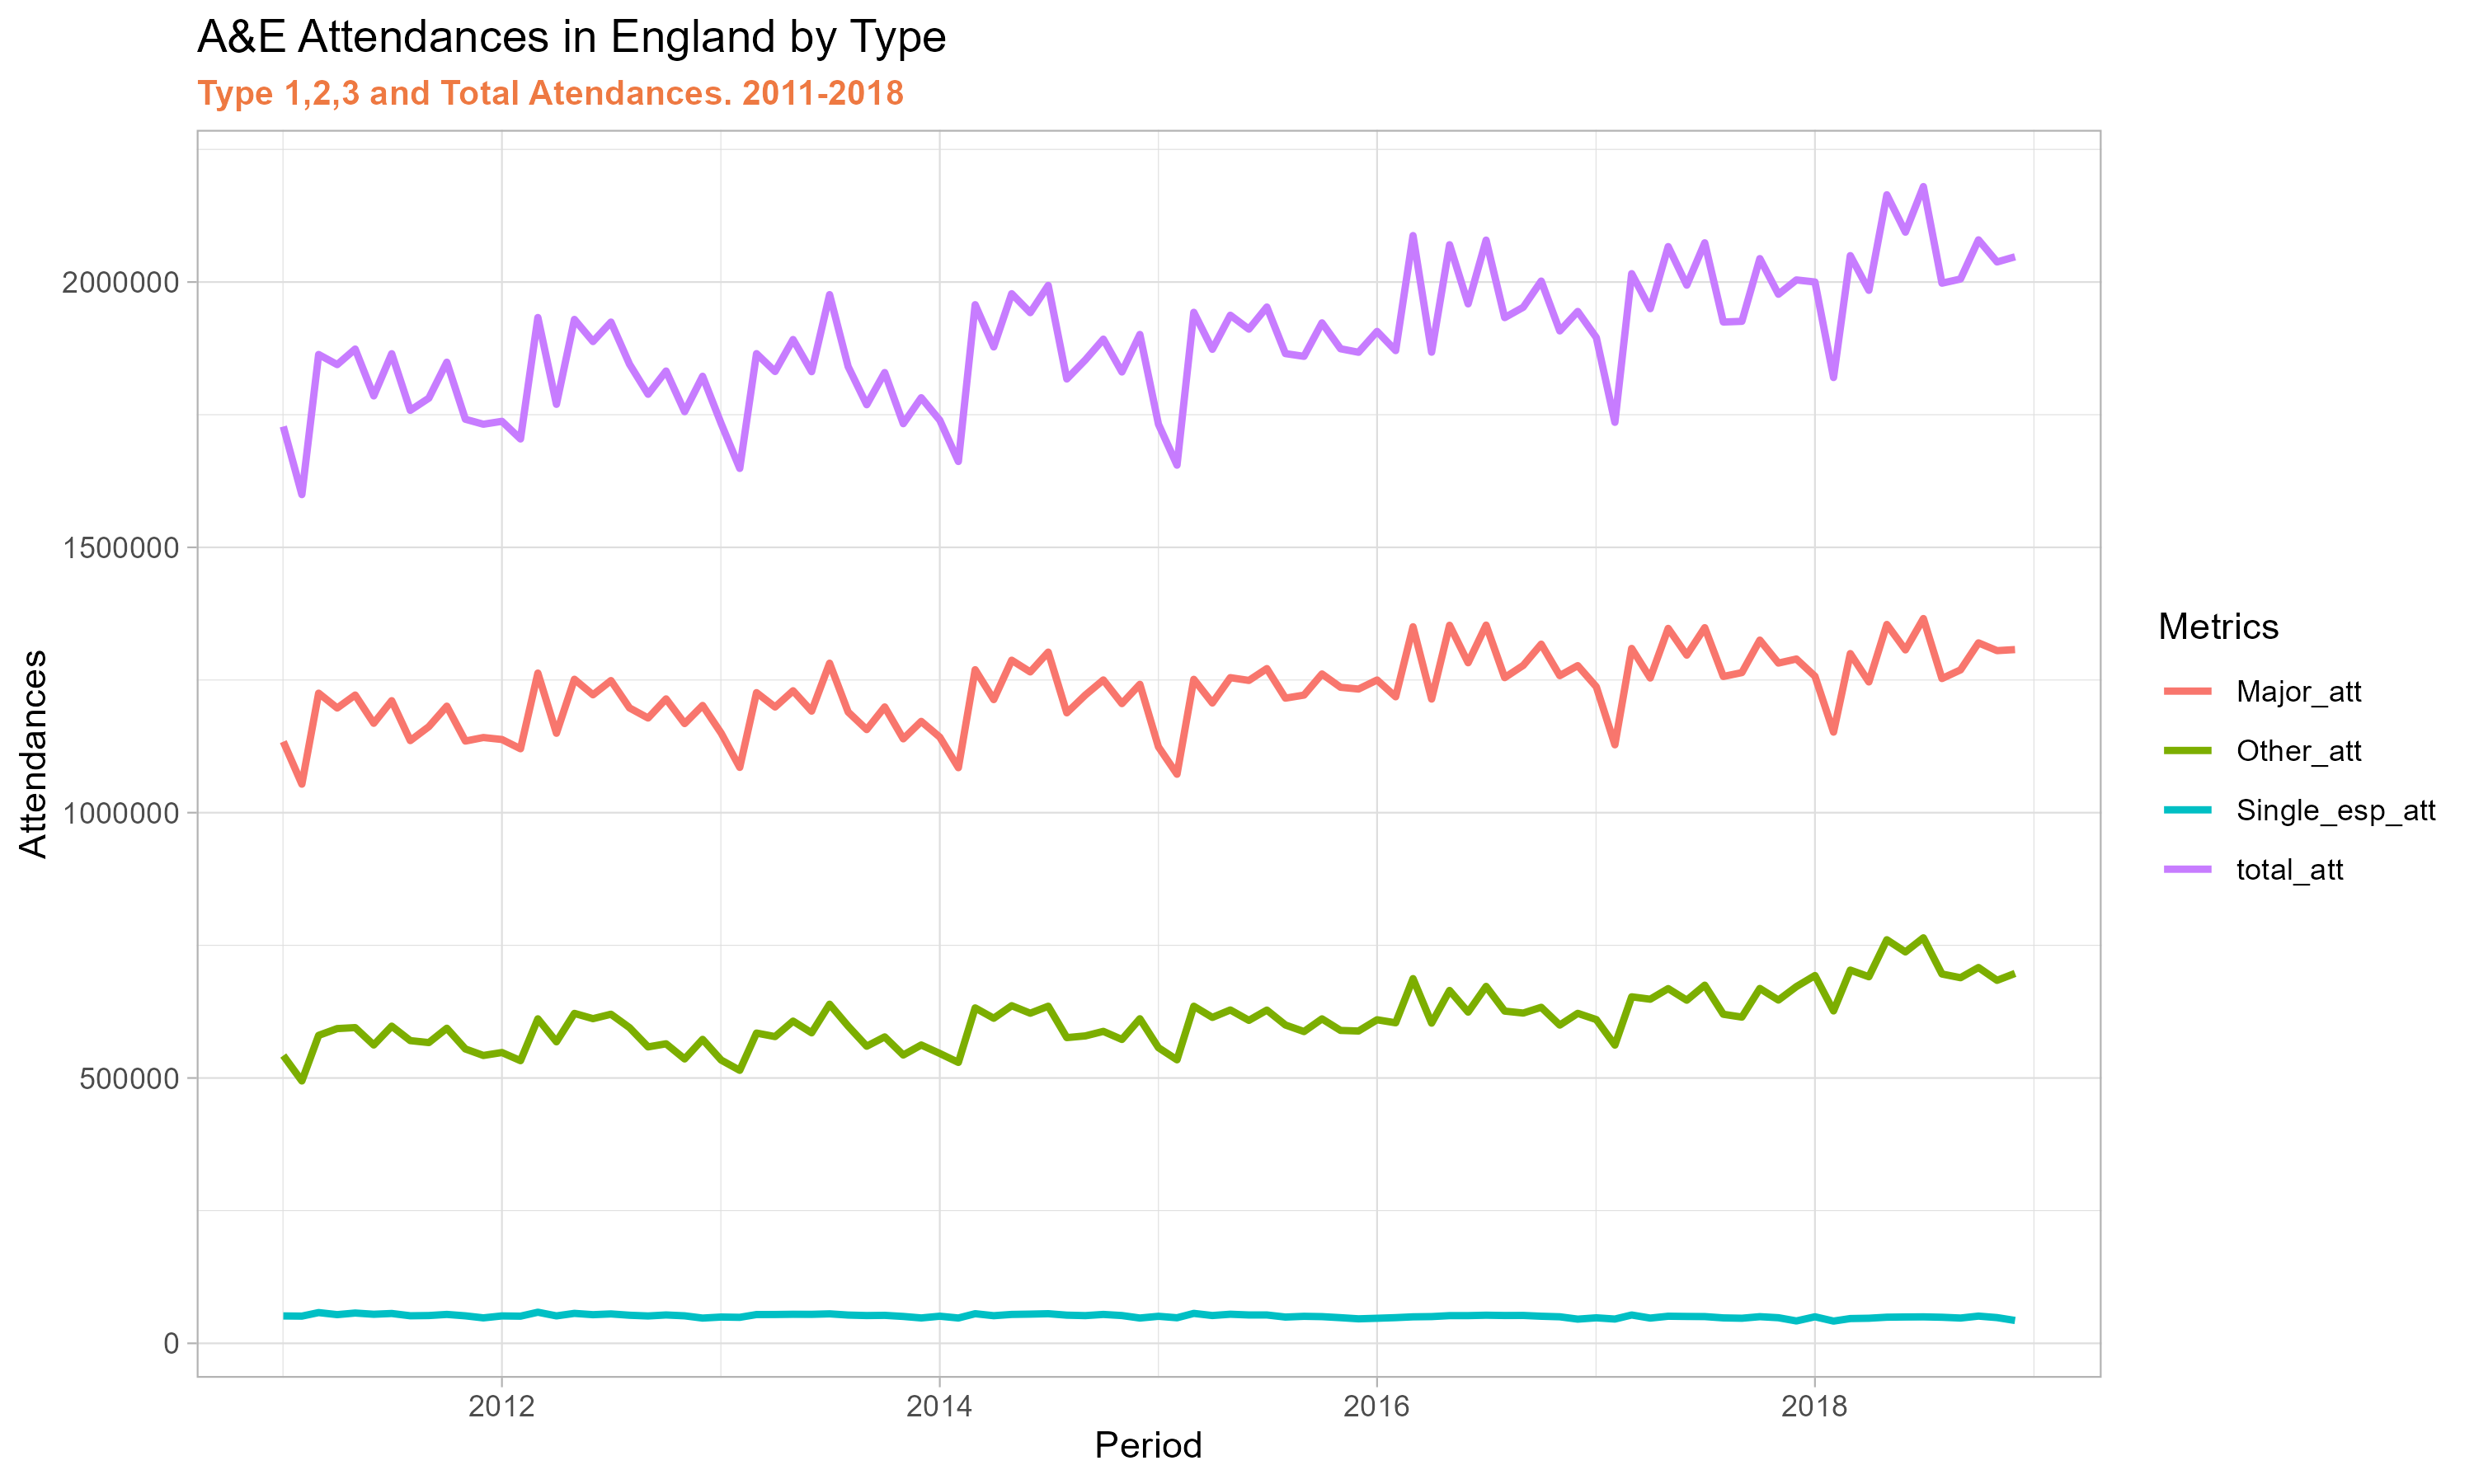 A&E Attendances in England by Type
Type 1,2,3 and Total Atendances. 2011-2018
Attendances
2000000
1500000
1000000
500000
0
2012
2014
2016
2018
Period
Metrics
Major_att
Other_att
Single_esp_att
total_att